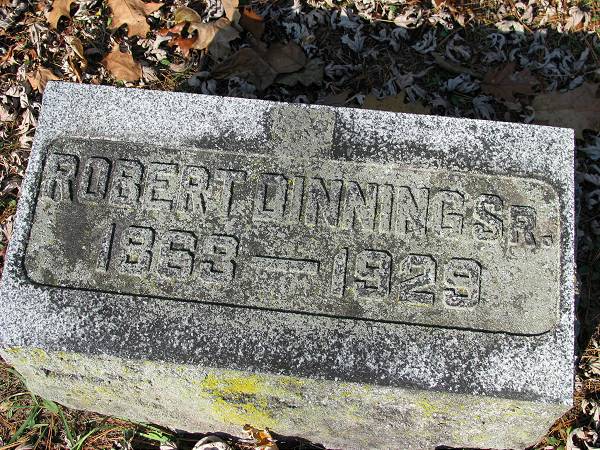 ROBERT DINNING SR.
1863 — 1929